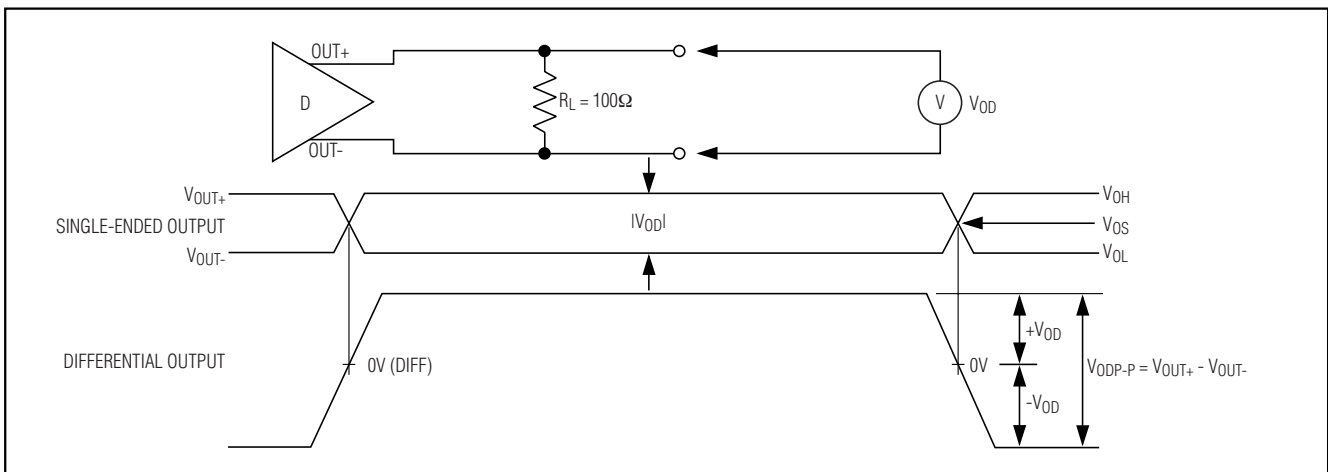 OUT+
D
R_L = 100Ω
V V_OD
OUT-
V_OUT+
V_OH
SINGLE-ENDED OUTPUT
|V_OD|
V_OS
V_OUT-
V_OL
+V_OD
DIFFERENTIAL OUTPUT
0V (DIFF)
0V
V_ODP-P = V_OUT+ - V_OUT-
-V_OD